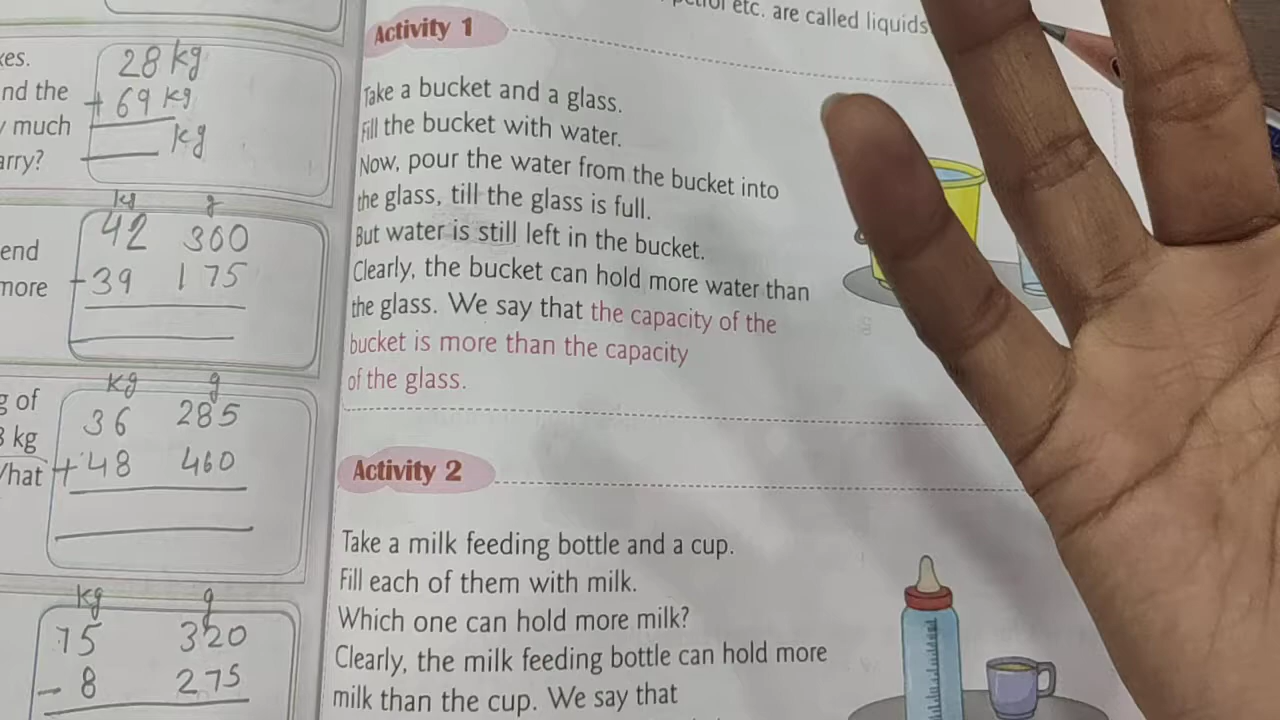 petrol etc. are called liquids
Activity 1
Take a bucket and a glass.
Fill the bucket with water.
Now, pour the water from the bucket into
the glass, till the glass is full.
But water is still left in the bucket.
Clearly, the bucket can hold more water than
the glass. We say that the capacity of the
bucket is more than the capacity
of the glass.
Activity 2
Take a milk feeding bottle and a cup.
Fill each of them with milk.
Which one can hold more milk?
Clearly, the milk feeding bottle can hold more
milk than the cup. We say that
nd the
much
arry?
28 kg
+ 69 kg
kg
end
more
kg g
42 360
- 39 175
g of
kg
What
kg g
36 285
+ 48 460
kg g
75 320
- 8 275